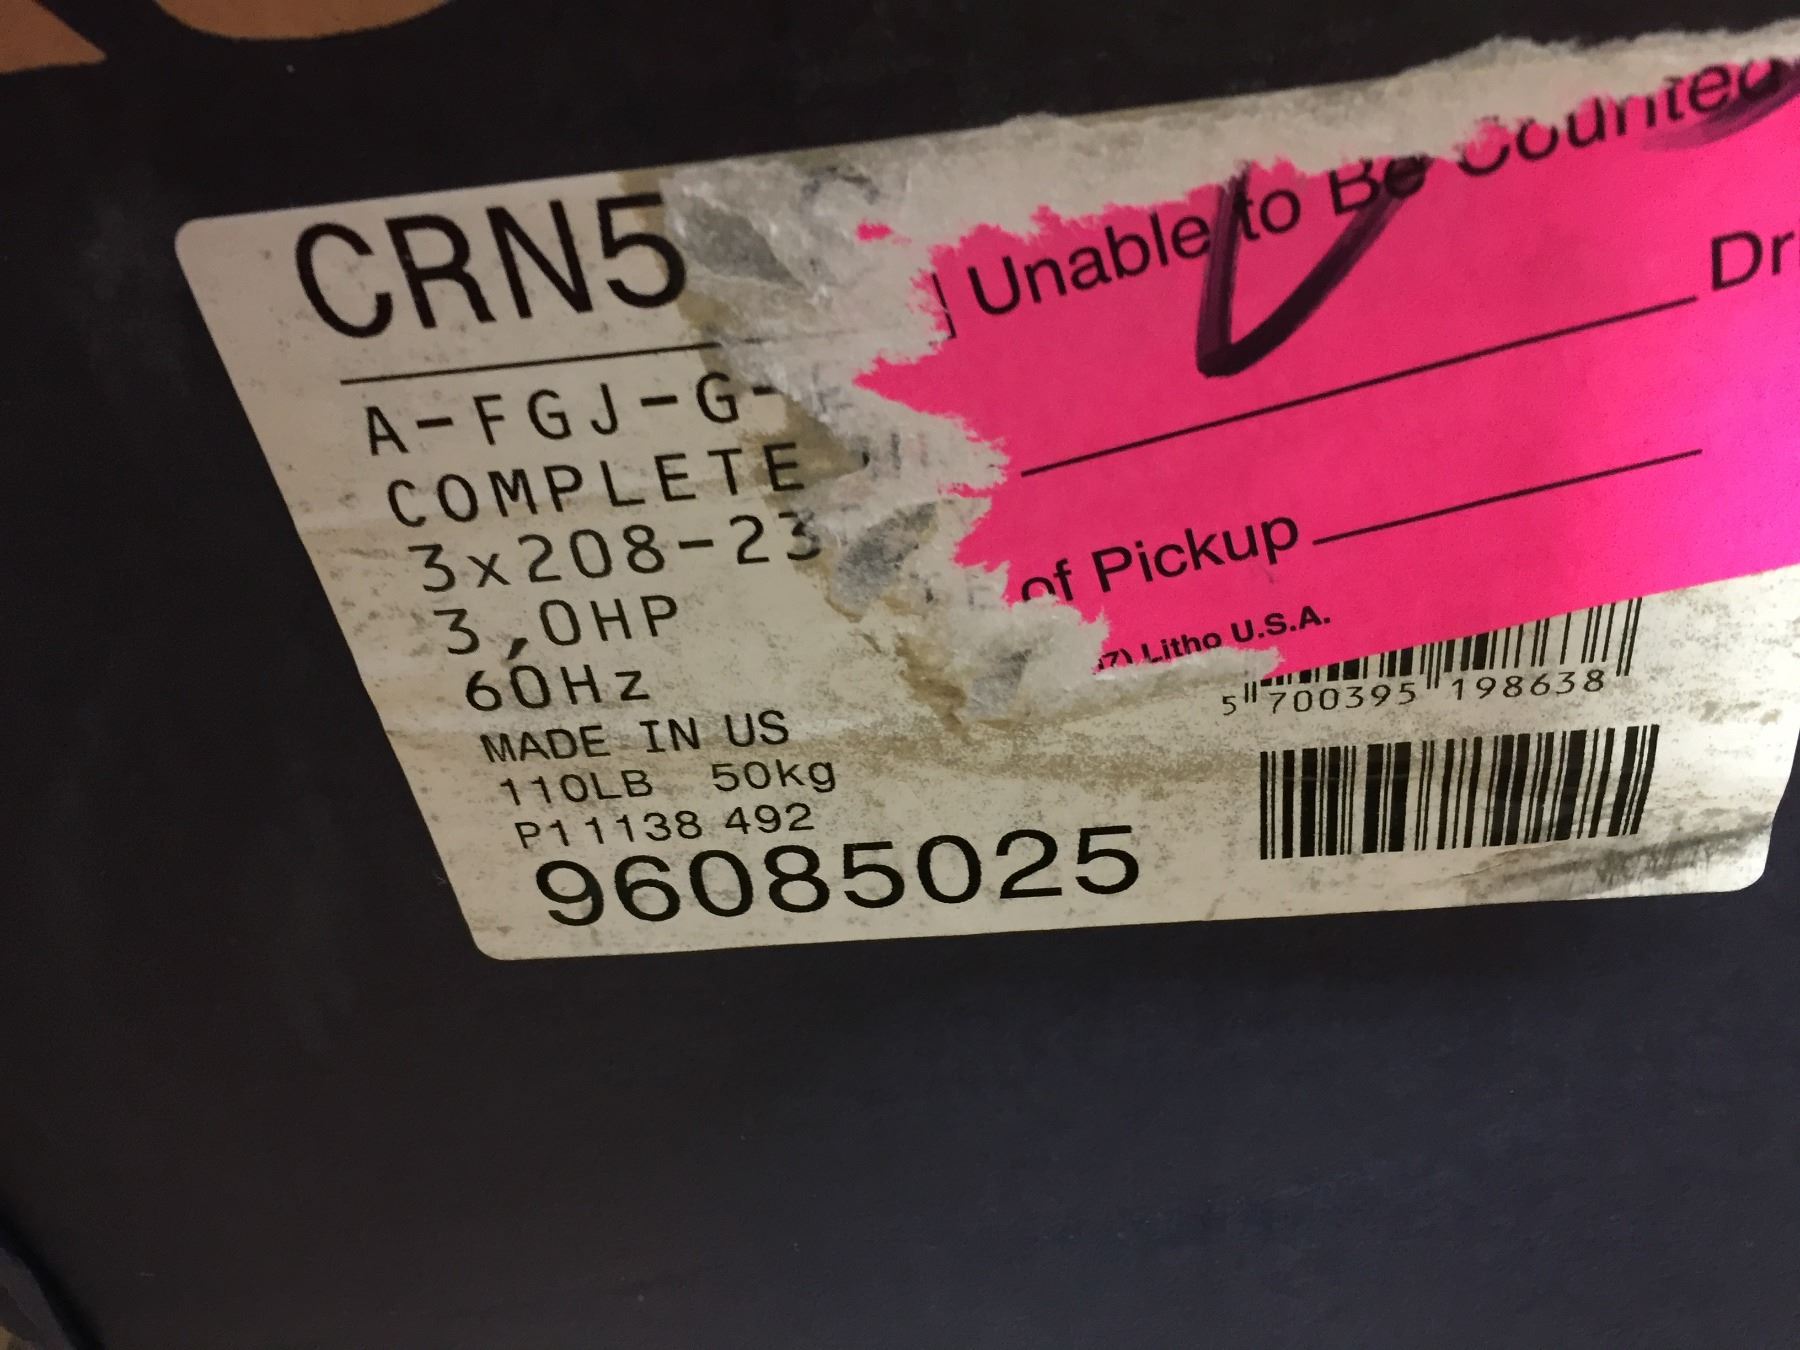 CRN5
A-FGJ-G-
COMPLETE
3x208-23
3,0HP
60Hz
MADE IN US
110LB 50kg
P11138 492
96085025
Unable to Be Counted
of Pickup
7) Litho U.S.A.
5 700395 198638